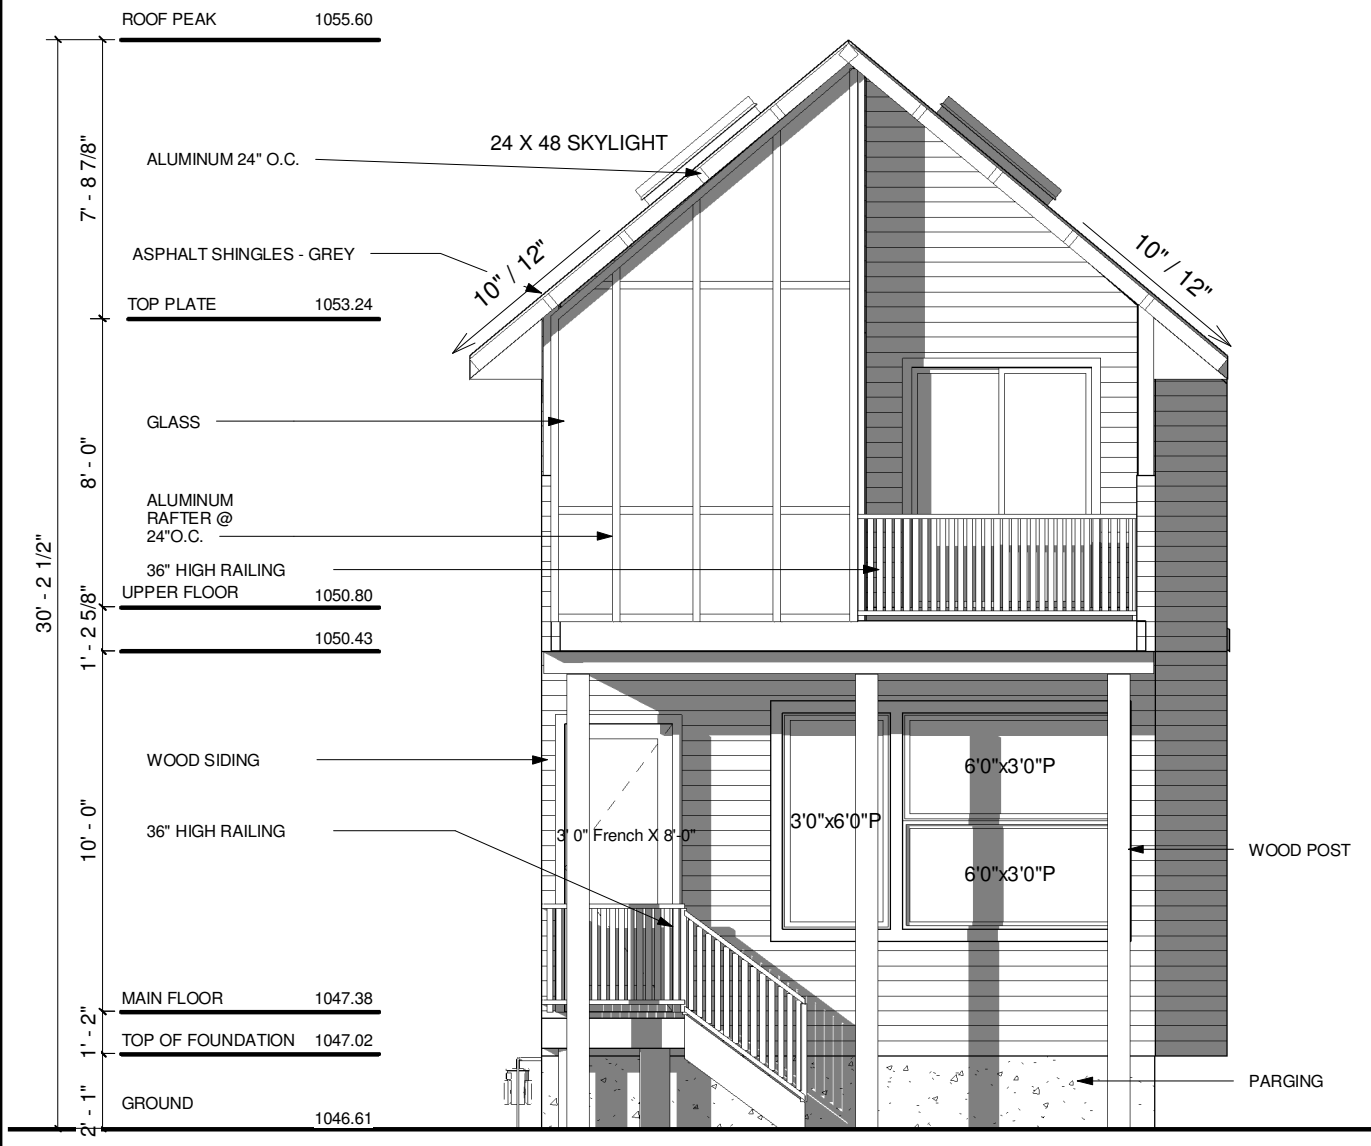 ROOF PEAK 1055.60
24 X 48 SKYLIGHT
ALUMINUM 24" O.C.
7' - 8 7/8"
ASPHALT SHINGLES - GREY
10" / 12"
10" / 12"
TOP PLATE 1053.24
GLASS
8' - 0"
ALUMINUM
RAFTER @
24"O.C.
36" HIGH RAILING
UPPER FLOOR 1050.80
30' - 2 1/2"
1' - 2 5/8"
1050.43
WOOD SIDING
6'0"x3'0"P
3'0"x6'0"P
10' - 0"
36" HIGH RAILING
3' 0" French X 8'-0"
WOOD POST
6'0"x3'0"P
MAIN FLOOR 1047.38
1' - 2"
TOP OF FOUNDATION 1047.02
PARGING
GROUND
2' - 1"
1046.61